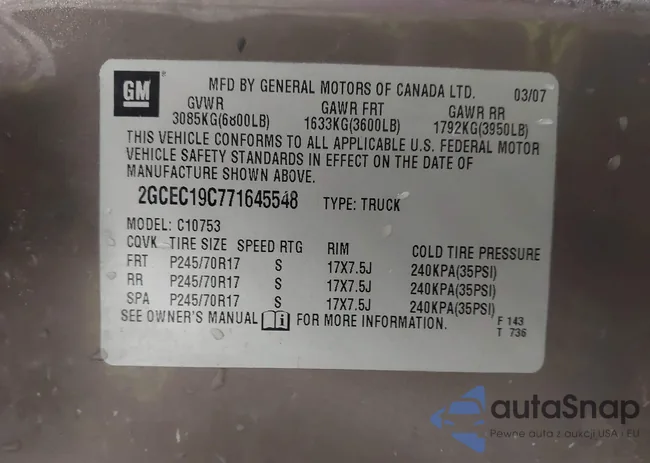 GM
MFD BY GENERAL MOTORS OF CANADA LTD. 03/07
GVWR GAWR FRT GAWR RR
3085KG(6800LB) 1633KG(3600LB) 1792KG(3950LB)
THIS VEHICLE CONFORMS TO ALL APPLICABLE U.S. FEDERAL MOTOR
VEHICLE SAFETY STANDARDS IN EFFECT ON THE DATE OF
MANUFACTURE SHOWN ABOVE.
2GCEC19C771645548 TYPE: TRUCK
MODEL: C10753
CQVK TIRE SIZE SPEED RTG RIM COLD TIRE PRESSURE
FRT P245/70R17 S 17X7.5J 240KPA(35PSI)
RR P245/70R17 S 17X7.5J 240KPA(35PSI)
SPA P245/70R17 S 17X7.5J 240KPA(35PSI)
SEE OWNER'S MANUAL FOR MORE INFORMATION. F 143
T 736
autaSnap
Pewne auta z aukcji USA i EU